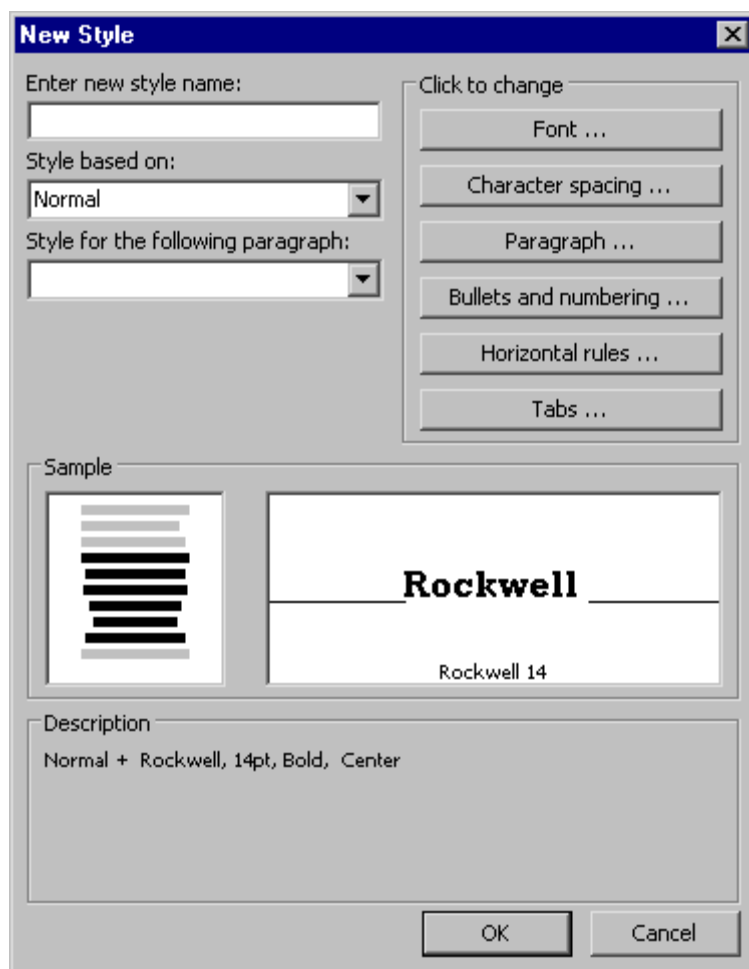 New Style
Enter new style name:
Style based on:
Normal
Style for the following paragraph:
Click to change
Font ...
Character spacing ...
Paragraph ...
Bullets and numbering ...
Horizontal rules ...
Tabs ...
Sample
Rockwell
Rockwell 14
Description
Normal + Rockwell, 14pt, Bold, Center
OK
Cancel